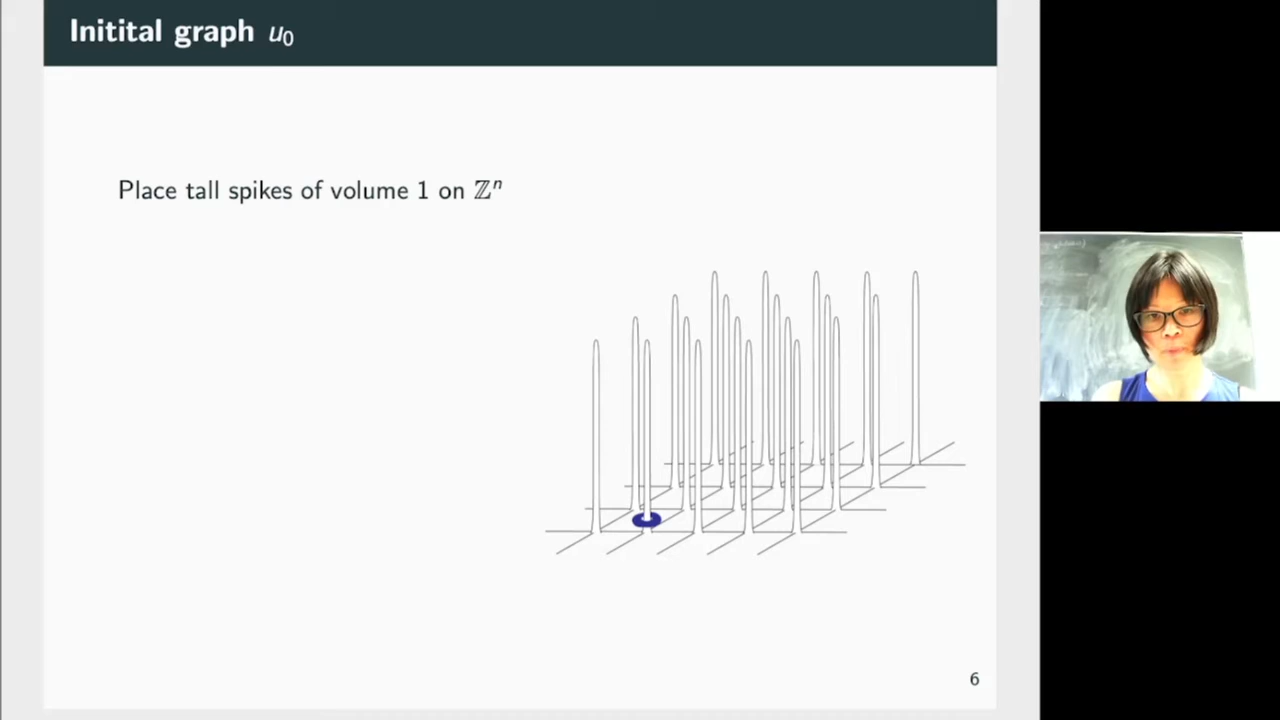 Initital graph u₀
Place tall spikes of volume 1 on ℤⁿ
6